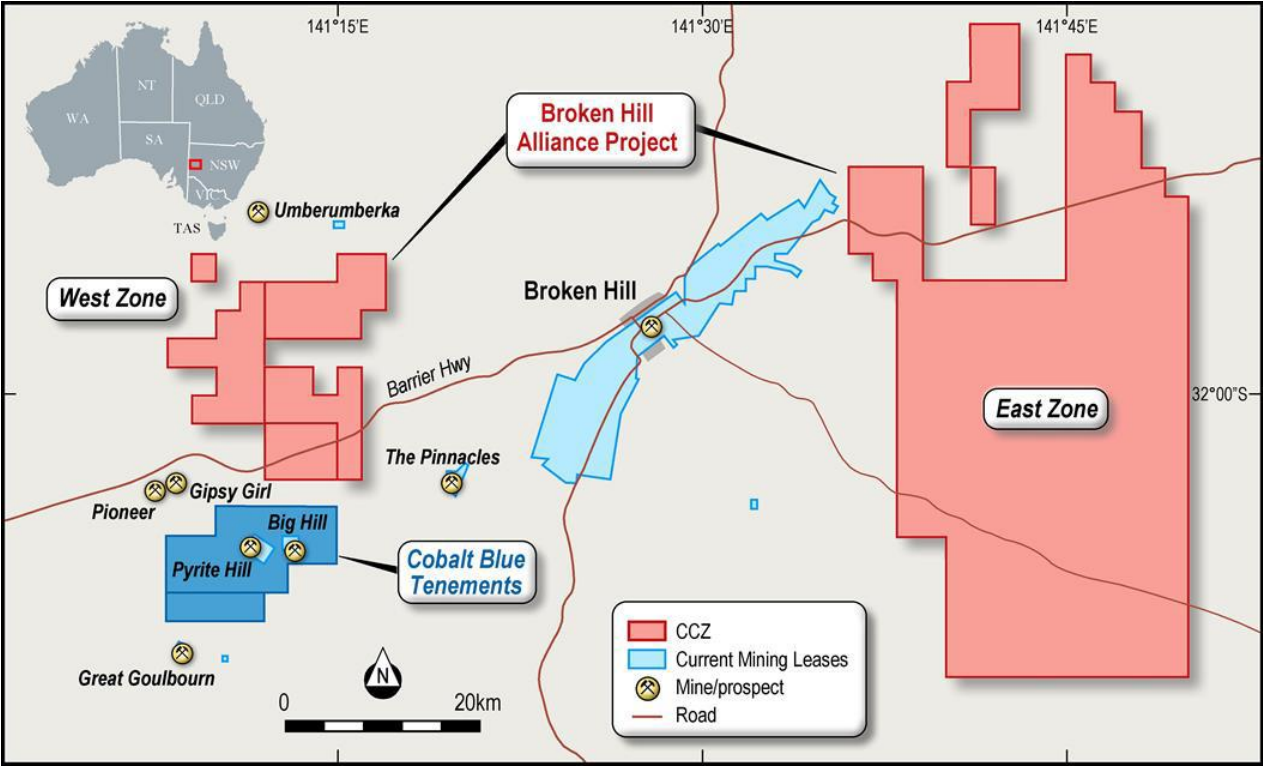 141°15'E
141°30'E
141°45'E
NT
QLD
WA
SA
NSW
VIC
TAS
Broken Hill
Alliance Project
Umberumberka
West Zone
Broken Hill
Barrier Hwy
32°00"S
East Zone
The Pinnacles
Gipsy Girl
Pioneer
Big Hill
Pyrite Hill
Cobalt Blue
Tenements
Great Goulbourn
N
0 20km
CCZ
Current Mining Leases
Mine/prospect
Road